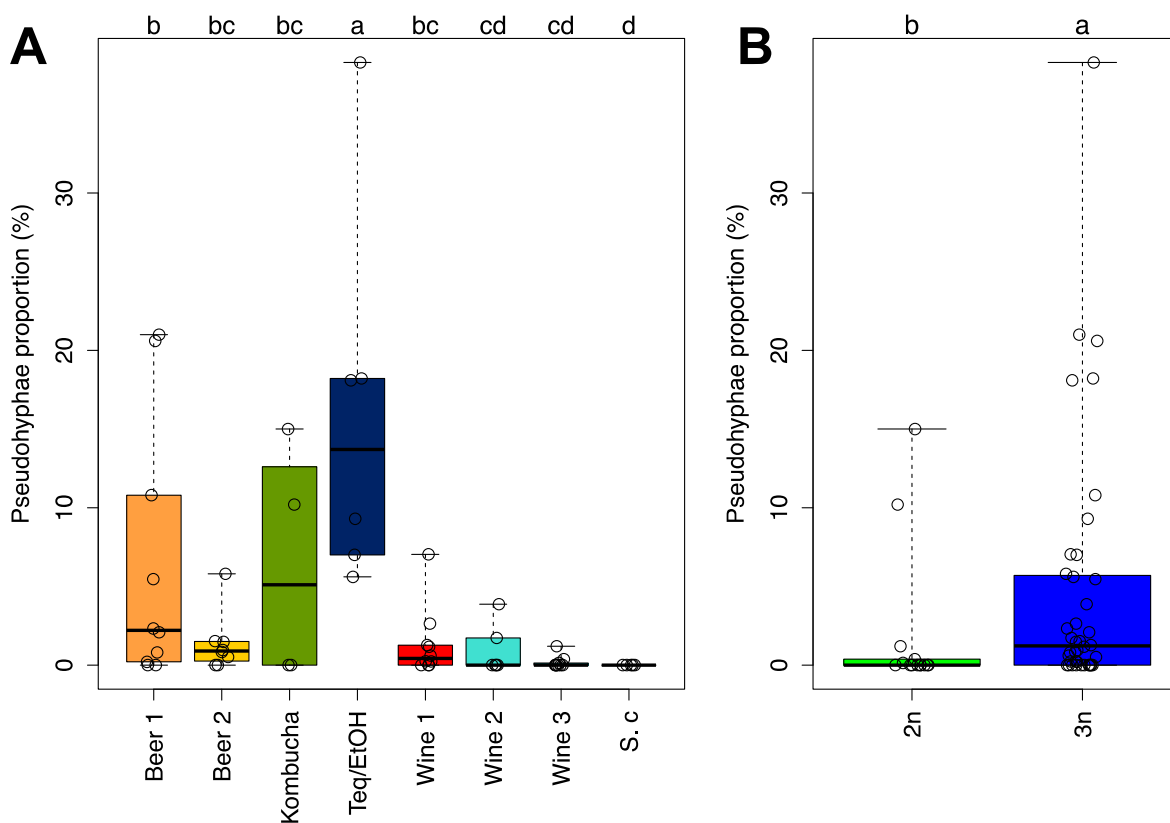 A
b bc bc a bc cd cd d
Pseudohyphae proportion (%)
30
20
10
0
Beer 1 Beer 2 Kombucha Teq/EtOH Wine 1 Wine 2 Wine 3 S. c
B
b a
Pseudohyphae proportion (%)
30
20
10
0
2n 3n